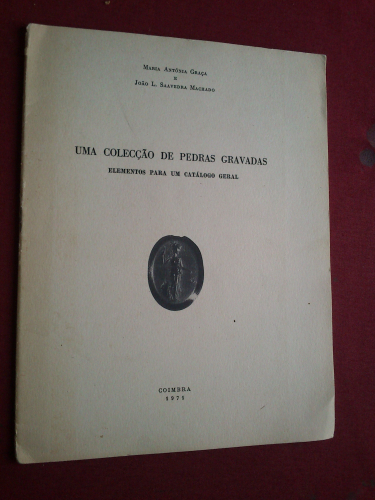 Maria Antónia Graça
e
João L. Saavedra Machado
UMA COLECÇÃO DE PEDRAS GRAVADAS
ELEMENTOS PARA UM CATÁLOGO GERAL
COIMBRA
1971